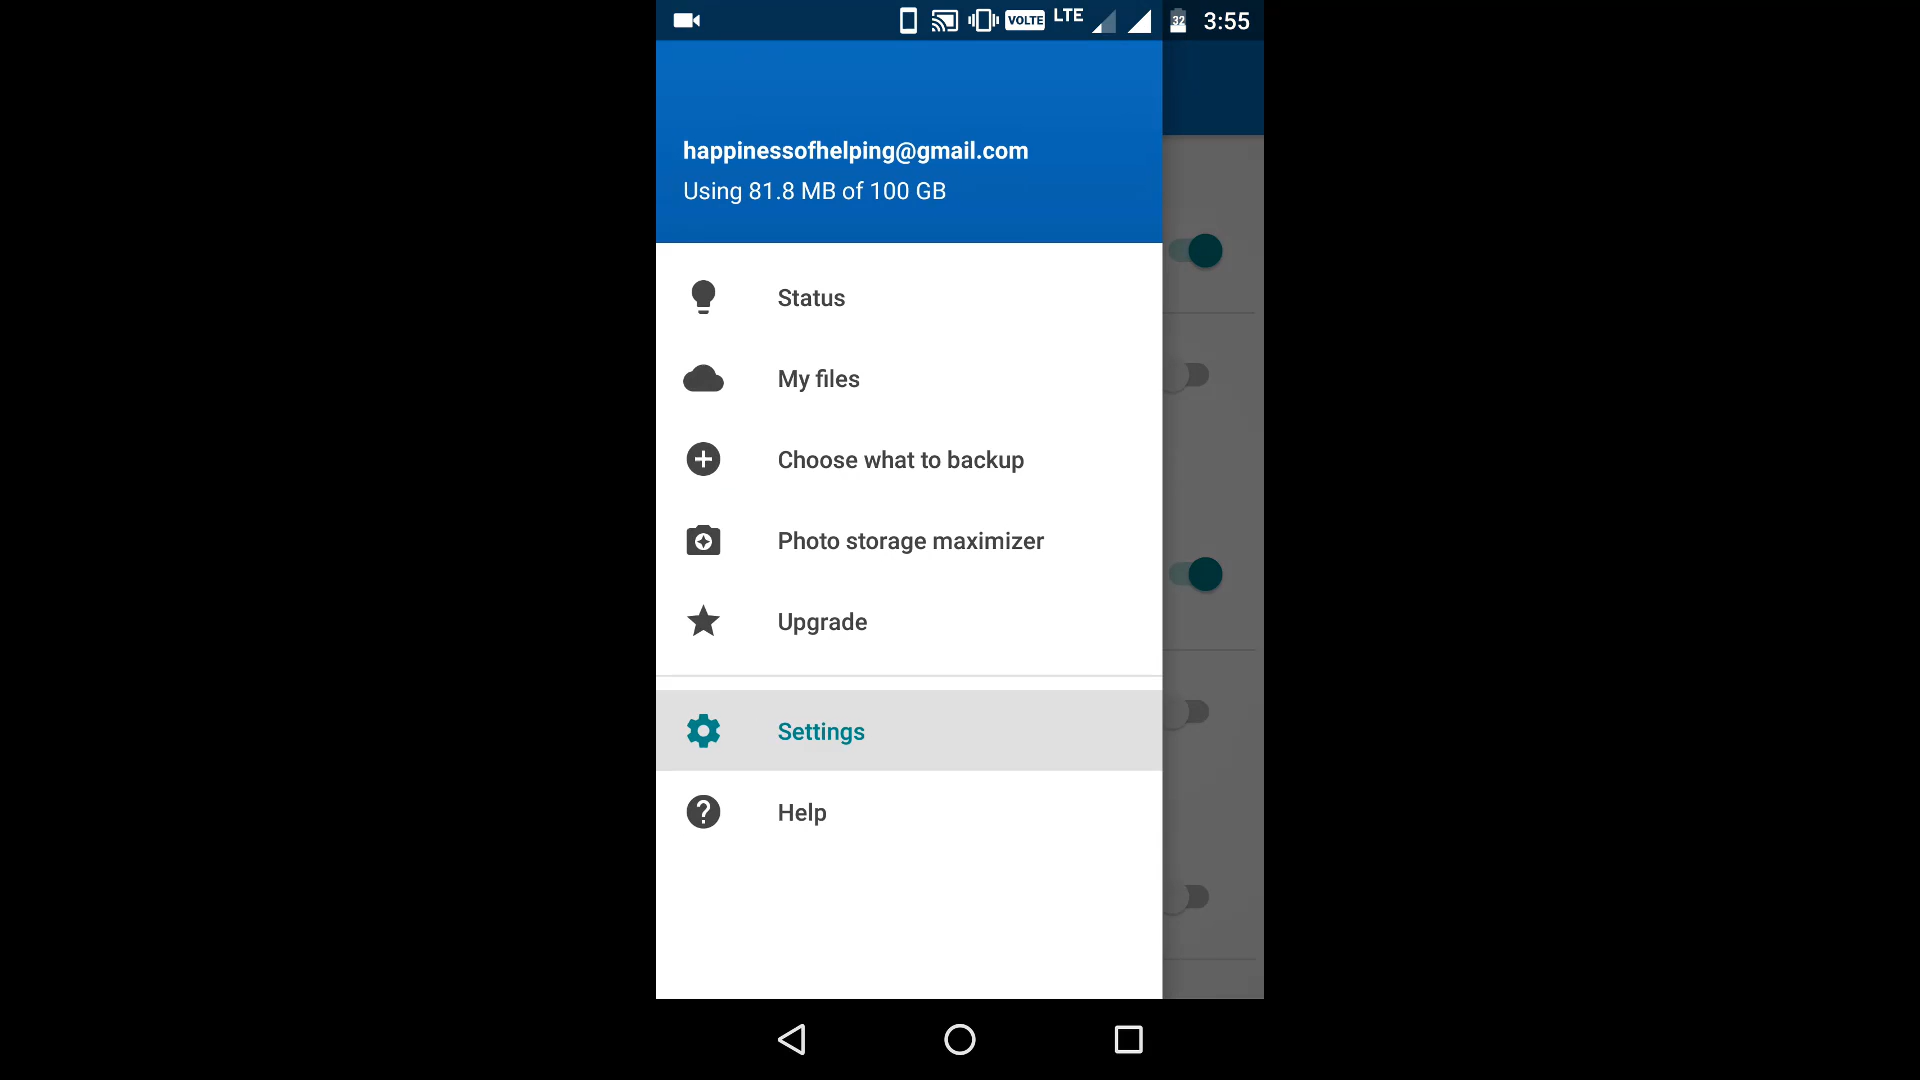 VOLTE LTE 32 3:55
happinessofhelping@gmail.com
Using 81.8 MB of 100 GB
Status
My files
Choose what to backup
Photo storage maximizer
Upgrade
Settings
Help